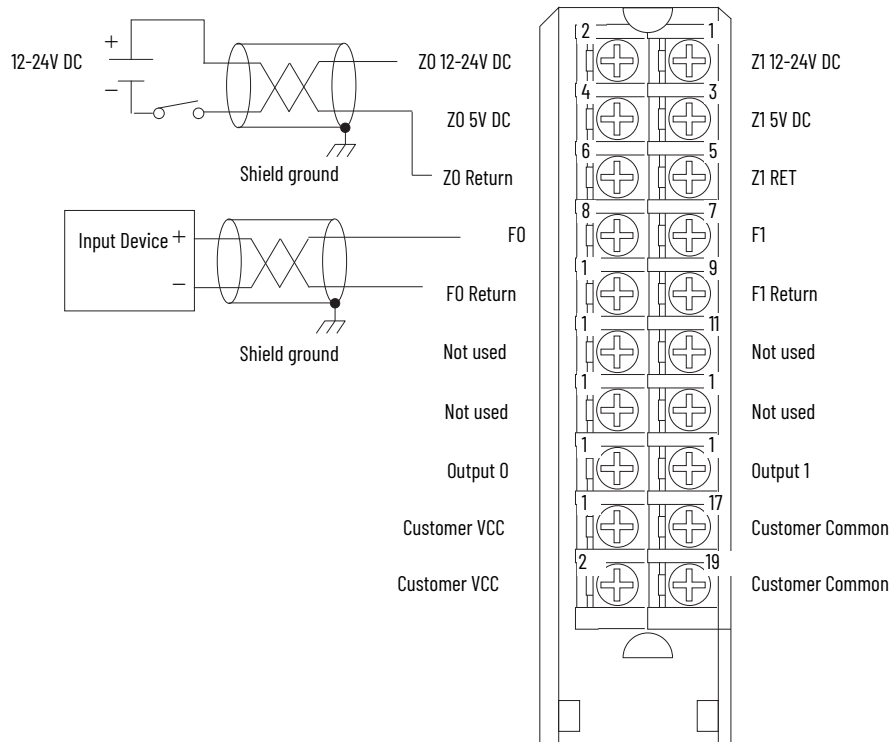 2 1
+
12-24V DC
Z0 12-24V DC
Z1 12-24V DC
−
4 3
Z0 5V DC
Z1 5V DC
6 5
Shield ground
Z0 Return
Z1 RET
8 7
Input Device +
F0
F1
1 9
−
F0 Return
F1 Return
1 11
Shield ground
Not used
Not used
1 1
Not used
Not used
1 1
Output 0
Output 1
1 17
Customer VCC
Customer Common
2 19
Customer VCC
Customer Common